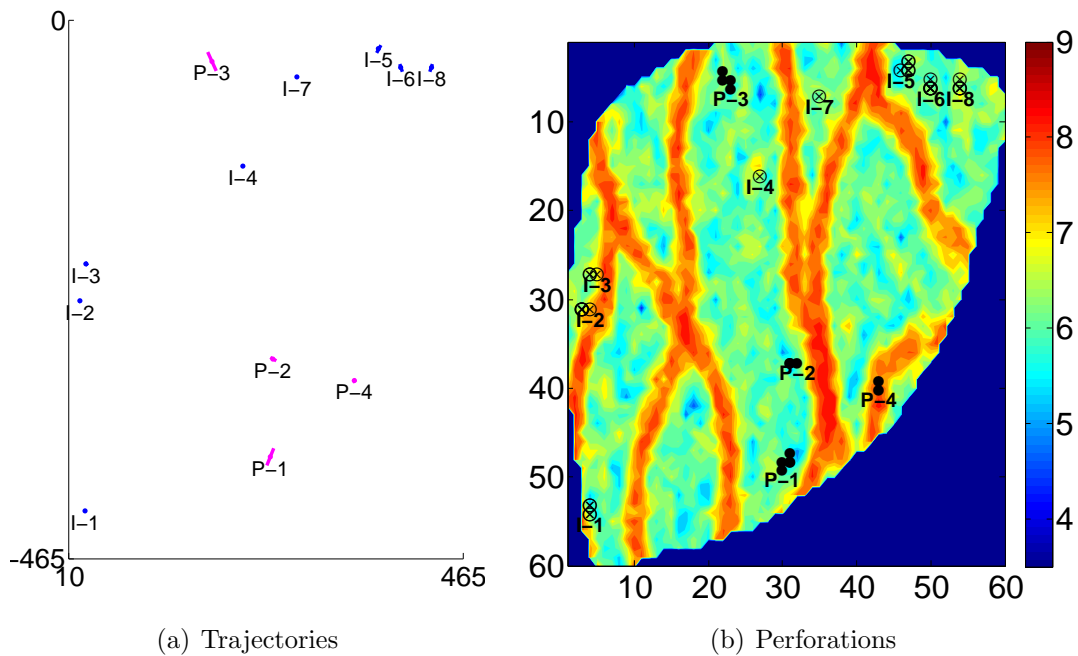 -0
P-3
I-5
I-7
I-6
I-8
I-4
I-3
I-2
P-2
P-4
P-1
I-1
-465
10
465
(a) Trajectories
I-5
P-3
I-7
I-6
I-8
I-4
I-3
I-2
P-2
P-4
P-1
I-1
10
20
30
40
50
60
10
20
30
40
50
60
9
8
7
6
5
4
(b) Perforations